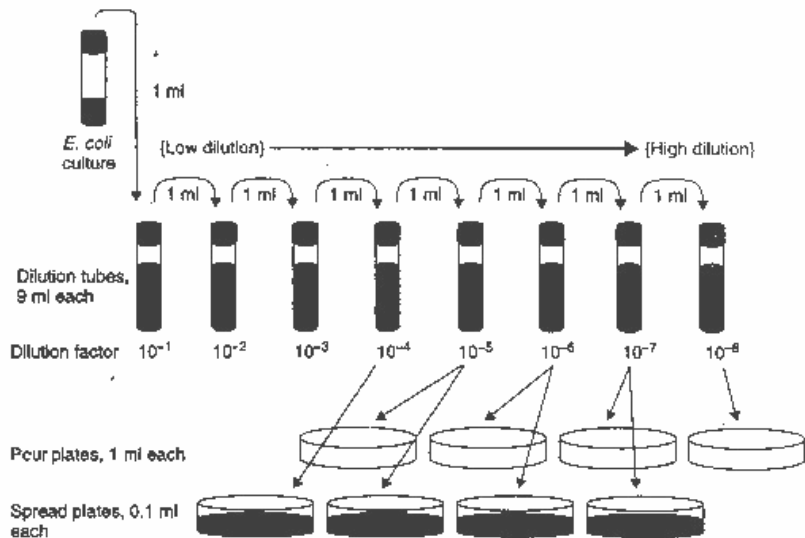 1 ml
E. coli
culture
{Low dilution}
{High dilution}
1 ml 1 ml 1 ml 1 ml 1 ml 1 ml 1 ml
Dilution tubes,
9 ml each
Dilution factor 10⁻¹ 10⁻² 10⁻³ 10⁻⁴ 10⁻⁵ 10⁻⁶ 10⁻⁷ 10⁻⁸
Pour plates, 1 ml each
Spread plates, 0.1 ml
each